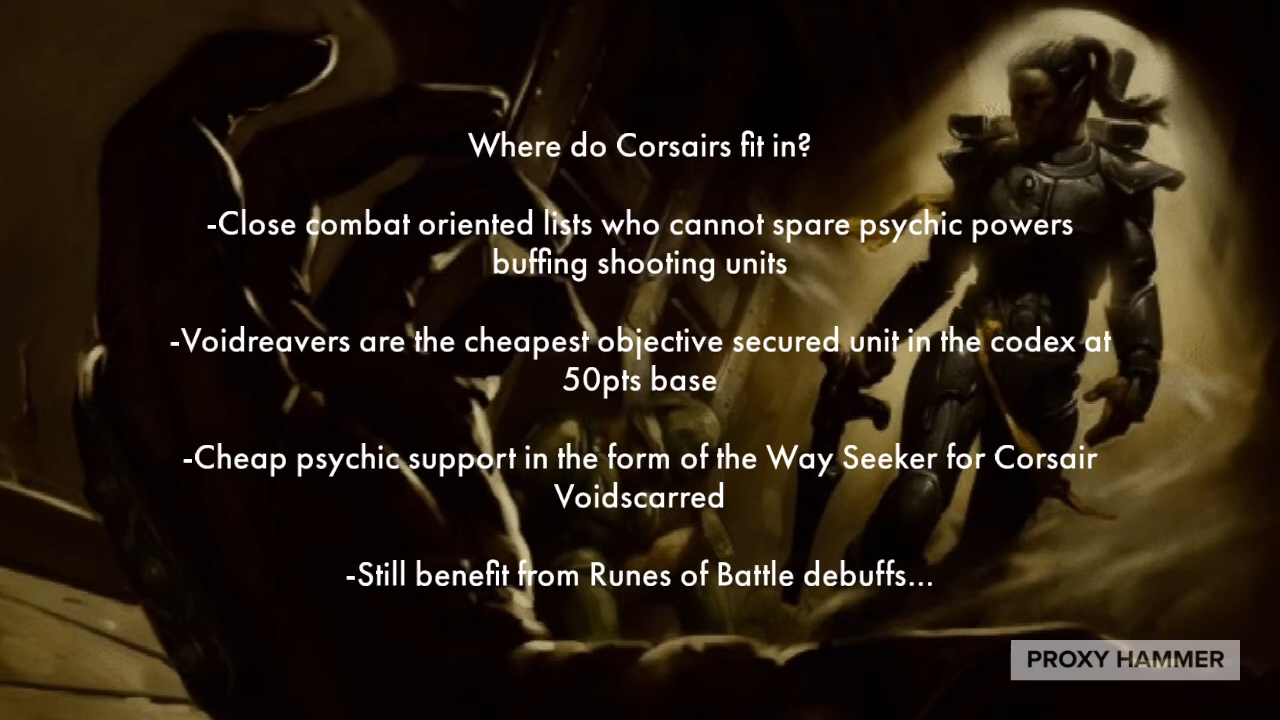 Where do Corsairs fit in?
-Close combat oriented lists who cannot spare psychic powers
buffing shooting units
-Voidreavers are the cheapest objective secured unit in the codex at
50pts base
-Cheap psychic support in the form of the Way Seeker for Corsair
Voidscarred
-Still benefit from Runes of Battle debuffs...
PROXY HAMMER